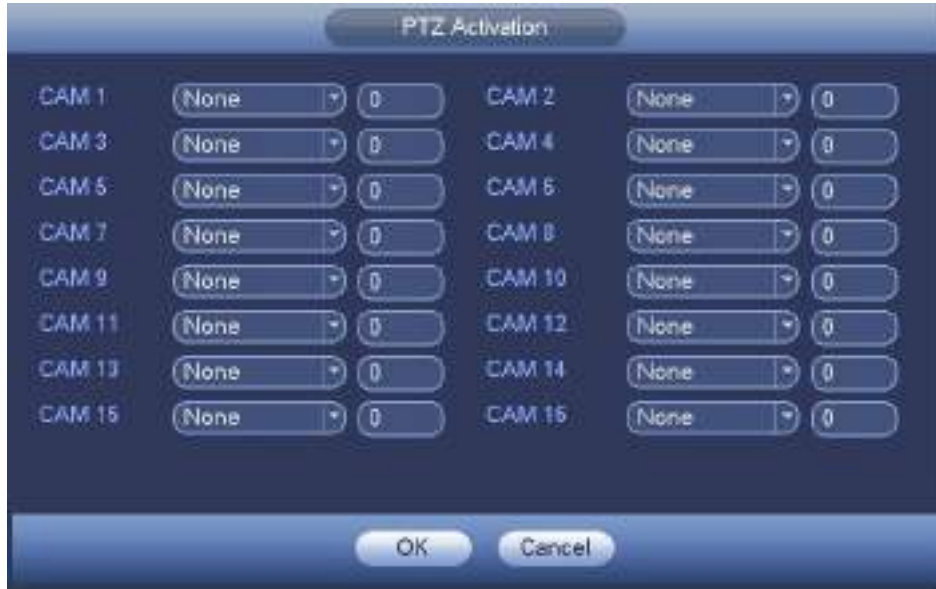 PTZ Activation
CAM 1 None 0 CAM 2 None 0
CAM 3 None 0 CAM 4 None 0
CAM 5 None 0 CAM 6 None 0
CAM 7 None 0 CAM 8 None 0
CAM 9 None 0 CAM 10 None 0
CAM 11 None 0 CAM 12 None 0
CAM 13 None 0 CAM 14 None 0
CAM 15 None 0 CAM 16 None 0
OK Cancel